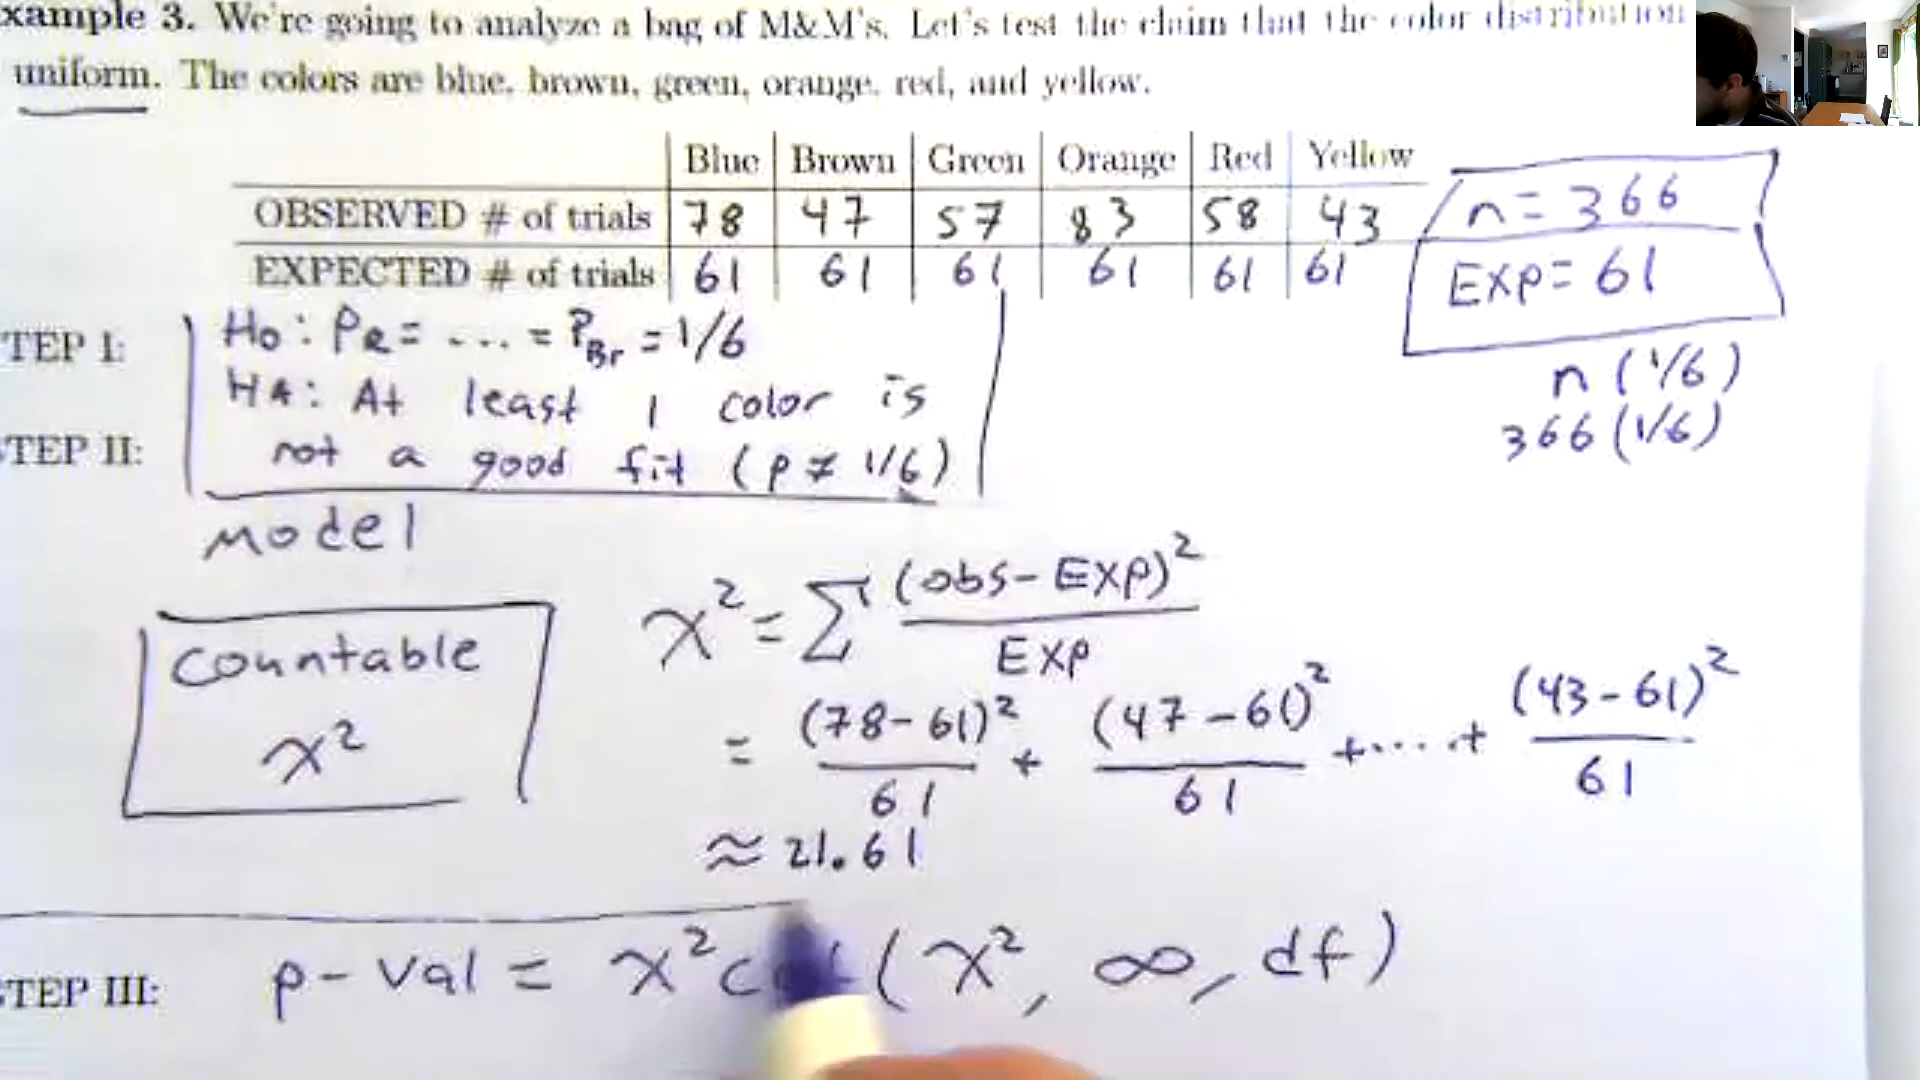 xample 3. We're going to analyze a bag of M&M's. Let's test the claim that the color distribution
uniform. The colors are blue, brown, green, orange, red, and yellow.
Blue Brown Green Orange Red Yellow
OBSERVED # of trials 78 47 57 83 58 43
EXPECTED # of trials 61 61 61 61 61 61
n = 366
EXP = 61
n (1/6)
366 (1/6)
TEP I:
Ho: PR = .... = PBr = 1/6
HA: At least 1 color is
TEP II:
not a good fit (p ≠ 1/6)
model
countable
χ²
χ² = Σ (obs - EXP)² / EXP
= (78 - 61)² / 61 + (47 - 61)² / 61 + .... + (43 - 61)² / 61
≈ 21.61
TEP III:
p-val = χ²c (χ², ∞, df)